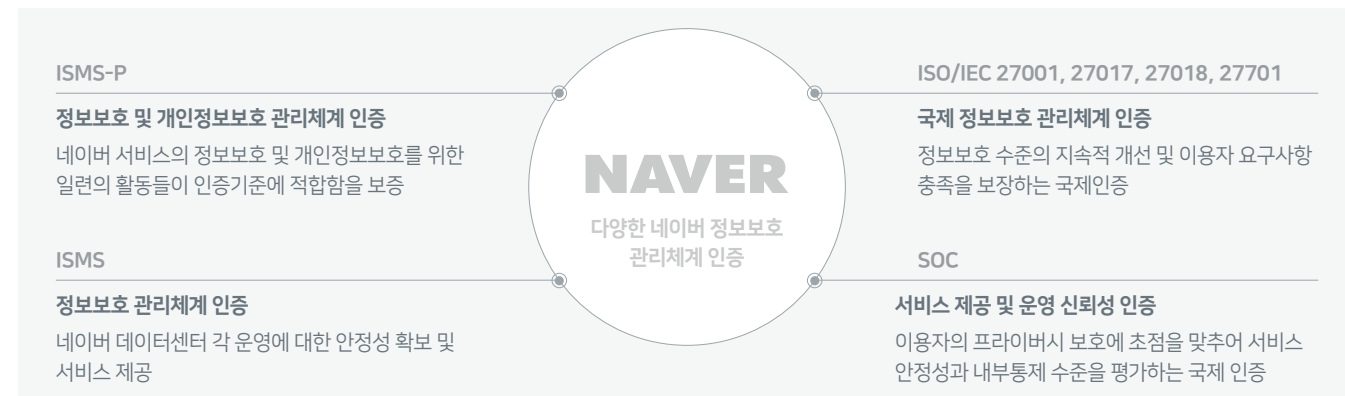 ISMS-P
정보보호 및 개인정보보호 관리체계 인증
네이버 서비스의 정보보호 및 개인정보보호를 위한
일련의 활동들이 인증기준에 적합함을 보증
ISMS
정보보호 관리체계 인증
네이버 데이터센터 각 운영에 대한 안정성 확보 및
서비스 제공
NAVER
다양한 네이버 정보보호
관리체계 인증
ISO/IEC 27001, 27017, 27018, 27701
국제 정보보호 관리체계 인증
정보보호 수준의 지속적 개선 및 이용자 요구사항
충족을 보장하는 국제인증
SOC
서비스 제공 및 운영 신뢰성 인증
이용자의 프라이버시 보호에 초점을 맞추어 서비스
안정성과 내부통제 수준을 평가하는 국제 인증